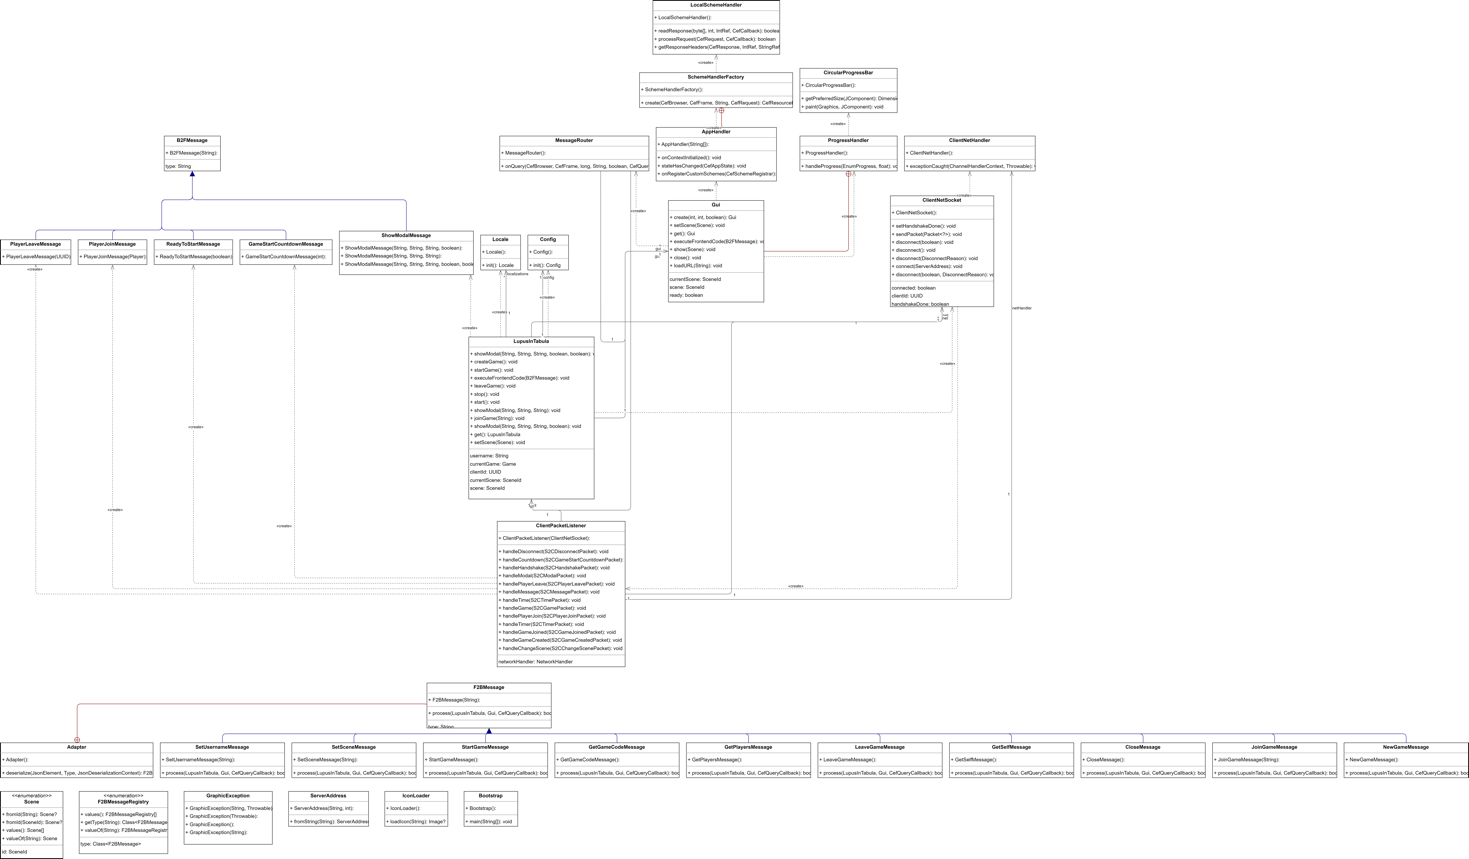 LocalSchemeHandler
+ LocalSchemeHandler():
+ readResponse(byte[], int, IntRef, CefCallback): boolea
+ processRequest(CefRequest, CefCallback): boolean
+ getResponseHeaders(CefResponse, IntRef, StringRef
«create»
SchemeHandlerFactory
+ SchemeHandlerFactory():
+ create(CefBrowser, CefFrame, String, CefRequest): CefResourceH
CircularProgressBar
+ CircularProgressBar():
+ getPreferredSize(JComponent): Dimensi
+ paint(Graphics, JComponent): void
«create»
«create»
B2FMessage
+ B2FMessage(String):
type: String
MessageRouter
+ MessageRouter():
+ onQuery(CefBrowser, CefFrame, long, String, boolean, CefQuer
AppHandler
+ AppHandler(String[]):
+ onContextInitialized(): void
+ stateHasChanged(CefAppState): void
+ onRegisterCustomSchemes(CefSchemeRegistrar):
ProgressHandler
+ ProgressHandler():
+ handleProgress(EnumProgress, float): vo
ClientNetHandler
+ ClientNetHandler():
+ exceptionCaught(ChannelHandlerContext, Throwable):
«create»
«create»
«create»
«create»
Gui
+ create(int, int, boolean): Gui
+ setScene(Scene): void
+ get(): Gui
+ executeFrontendCode(B2FMessage): vo
+ show(Scene): void
+ close(): void
+ loadURL(String): void
currentScene: SceneId
scene: SceneId
ready: boolean
ClientNetSocket
+ ClientNetSocket():
+ setHandshakeDone(): void
+ sendPacket(Packet<?>): void
+ disconnect(boolean): void
+ disconnect(): void
+ disconnect(DisconnectReason): void
+ connect(ServerAddress): void
+ disconnect(boolean, DisconnectReason): vo
connected: boolean
clientId: UUID
handshakeDone: boolean
PlayerLeaveMessage
+ PlayerLeaveMessage(UUID):
PlayerJoinMessage
+ PlayerJoinMessage(Player):
ReadyToStartMessage
+ ReadyToStartMessage(boolean):
GameStartCountdownMessage
+ GameStartCountdownMessage(int):
ShowModalMessage
+ ShowModalMessage(String, String, String, boolean):
+ ShowModalMessage(String, String, String):
+ ShowModalMessage(String, String, String, boolean, boole
Locale
+ Locale():
+ init(): Locale
Config
+ Config():
+ init(): Config
«create»
config
«create»
«create»
«create»
netHandler
1
1
LupusInTabula
+ showModal(String, String, String, boolean, boolean): v
+ createGame(): void
+ startGame(): void
+ executeFrontendCode(B2FMessage): void
+ leaveGame(): void
+ stop(): void
+ start(): void
+ showModal(String, String, String): void
+ joinGame(String): void
+ showModal(String, String, String, boolean): void
+ get(): LupusInTabula
+ setScene(Scene): void
username: String
currentGame: Game
clientId: UUID
currentScene: SceneId
scene: SceneId
«create»
«create»
«create»
«create»
1
1
ClientPacketListener
+ ClientPacketListener(ClientNetSocket):
+ handleDisconnect(S2CDisconnectPacket): void
+ handleCountdown(S2CGameStartCountdownPacket):
+ handleHandshake(S2CHandshakePacket): void
+ handleModal(S2CModalPacket): void
+ handlePlayerLeave(S2CPlayerLeavePacket): void
+ handleMessage(S2CMessagePacket): void
+ handleTime(S2CTimePacket): void
+ handleGame(S2CGamePacket): void
+ handlePlayerJoin(S2CPlayerJoinPacket): void
+ handleTimer(S2CTimerPacket): void
+ handleGameJoined(S2CGameJoinedPacket): void
+ handleGameCreated(S2CGameCreatedPacket): void
+ handleChangeScene(S2CChangeScenePacket): void
networkHandler: NetworkHandler
«create»
1
F2BMessage
+ F2BMessage(String):
+ process(LupusInTabula, Gui, CefQueryCallback): boo
type: String
Adapter
+ Adapter():
+ deserialize(JsonElement, Type, JsonDeserializationContext): F2B
SetUsernameMessage
+ SetUsernameMessage(String):
+ process(LupusInTabula, Gui, CefQueryCallback): boo
SetSceneMessage
+ SetSceneMessage(String):
+ process(LupusInTabula, Gui, CefQueryCallback): boo
StartGameMessage
+ StartGameMessage():
+ process(LupusInTabula, Gui, CefQueryCallback): boo
GetGameCodeMessage
+ GetGameCodeMessage():
+ process(LupusInTabula, Gui, CefQueryCallback): boo
GetPlayersMessage
+ GetPlayersMessage():
+ process(LupusInTabula, Gui, CefQueryCallback): boo
LeaveGameMessage
+ LeaveGameMessage():
+ process(LupusInTabula, Gui, CefQueryCallback): boo
GetSelfMessage
+ GetSelfMessage():
+ process(LupusInTabula, Gui, CefQueryCallback): boo
CloseMessage
+ CloseMessage():
+ process(LupusInTabula, Gui, CefQueryCallback): boo
JoinGameMessage
+ JoinGameMessage(String):
+ process(LupusInTabula, Gui, CefQueryCallback): boo
NewGameMessage
+ NewGameMessage():
+ process(LupusInTabula, Gui, CefQueryCallback): boo
<<enumeration>>
Scene
+ fromId(String): Scene?
+ fromId(SceneId): Scene?
+ values(): Scene[]
+ valueOf(String): Scene
id: SceneId
<<enumeration>>
F2BMessageRegistry
+ values(): F2BMessageRegistry[]
+ getType(String): Class<F2BMessage
+ valueOf(String): F2BMessageRegistr
type: Class<F2BMessage>
GraphicException
+ GraphicException(String, Throwable)
+ GraphicException(Throwable):
+ GraphicException():
+ GraphicException(String):
ServerAddress
+ ServerAddress(String, int):
+ fromString(String): ServerAddres
IconLoader
+ IconLoader():
+ loadIcon(String): Image?
Bootstrap
+ Bootstrap():
+ main(String[]): void